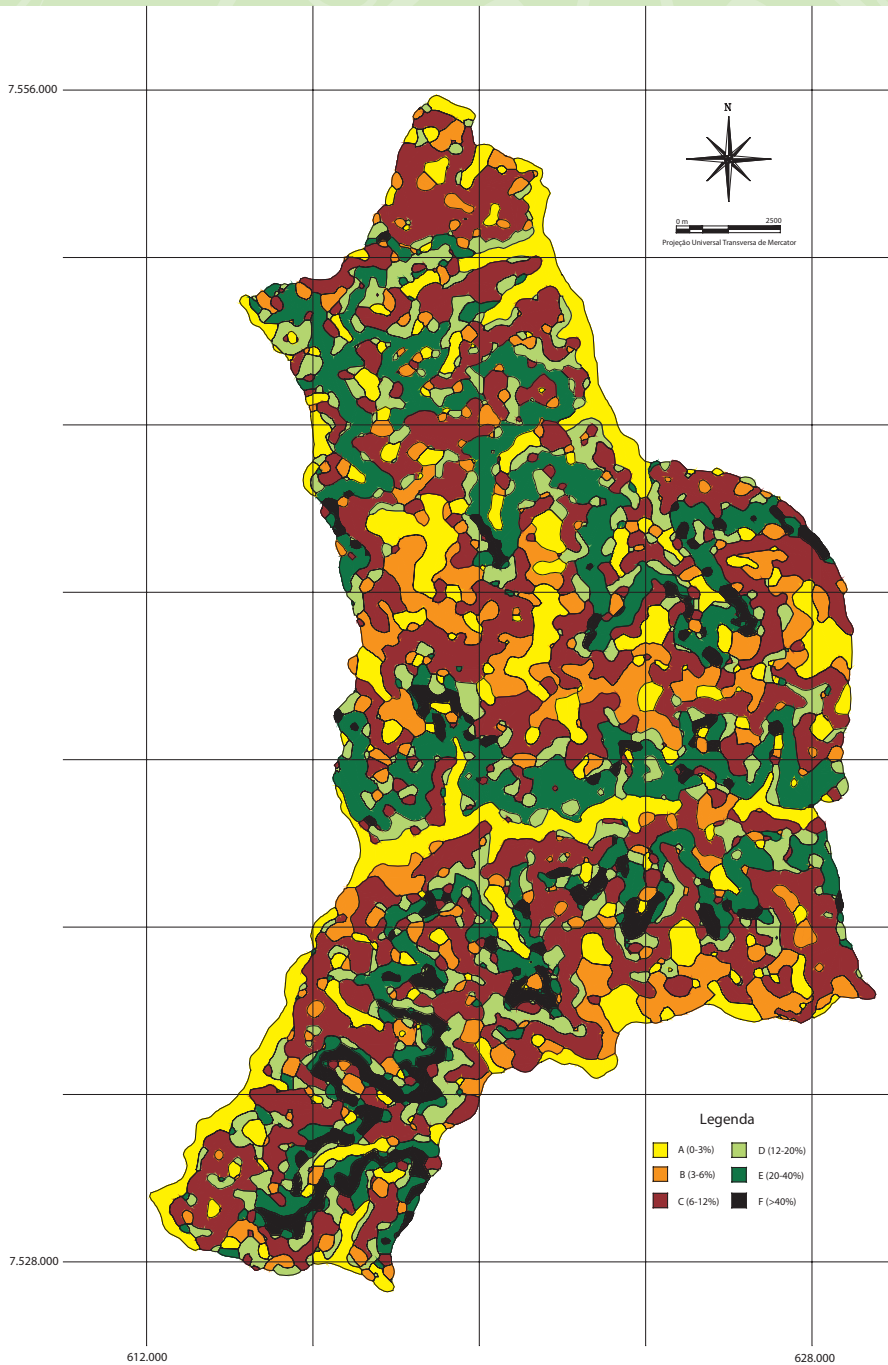 7.556.000
N
0 m 2500
Projeção Universal Transversa de Mercator
Legenda
A (0-3%) D (12-20%)
B (3-6%) E (20-40%)
C (6-12%) F (>40%)
7.528.000
612.000 628.000